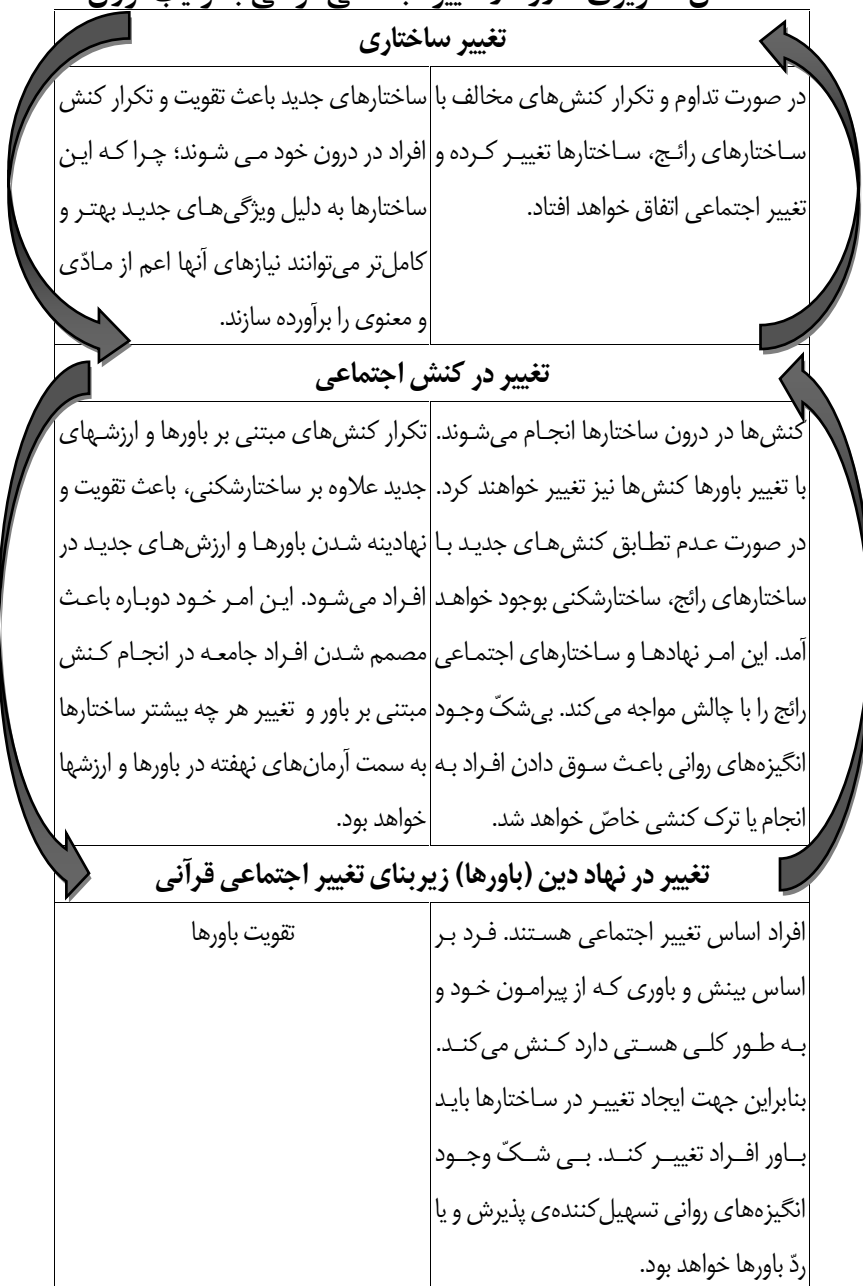 تغییر ساختاری
در صورت تداوم و تکرار کنش‌های مخالف با
ساختارهای رائج، ساختارها تغییر کرده و
تغییر اجتماعی اتفاق خواهد افتاد.
ساختارهای جدید باعث تقویت و تکرار کنش
افراد در درون خود می شوند؛ چرا که این
ساختارها به دلیل ویژگی‌های جدید بهتر و
کامل‌تر می‌توانند نیازهای آنها اعم از مادّی
و معنوی را برآورده سازند.
تغییر در کنش اجتماعی
کنش‌ها در درون ساختارها انجام می‌شوند.
با تغییر باورها کنش‌ها نیز تغییر خواهند کرد.
در صورت عدم تطابق کنش‌های جدید با
ساختارهای رائج، ساختارشکنی بوجود خواهد
آمد. این امر نهادها و ساختارهای اجتماعی
رائج را با چالش مواجه می‌کند. بی‌شکّ وجود
انگیزه‌های روانی باعث سوق دادن افراد به
انجام یا ترک کنشی خاصّ خواهد شد.
تکرار کنش‌های مبتنی بر باورها و ارزشهای
جدید علاوه بر ساختارشکنی، باعث تقویت و
نهادینه شدن باورها و ارزش‌های جدید در
افراد می‌شود. این امر خود دوباره باعث
مصمم شدن افراد جامعه در انجام کنش
مبتنی بر باور و تغییر هر چه بیشتر ساختارها
به سمت آرمان‌های نهفته در باورها و ارزشها
خواهد بود.
تغییر در نهاد دین (باورها) زیربنای تغییر اجتماعی قرآنی
افراد اساس تغییر اجتماعی هستند. فرد بر
اساس بینش و باوری که از پیرامون خود و
به طور کلی هستی دارد کنش می‌کند.
بنابراین جهت ایجاد تغییر در ساختارها باید
باور افراد تغییر کند. بی شکّ وجود
انگیزه‌های روانی تسهیل‌کننده‌ی پذیرش و یا
ردّ باورها خواهد بود.
تقویت باورها